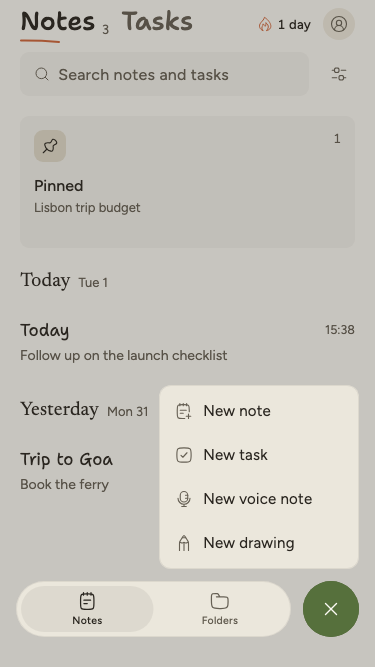 Notes 3 Tasks 1 day
Search notes and tasks
1
Pinned
Lisbon trip budget
Today Tue 1
Today 15:38
Follow up on the launch checklist
Yesterday Mon 31
Trip to Goa
Book the ferry
New note
New task
New voice note
New drawing
Notes Folders